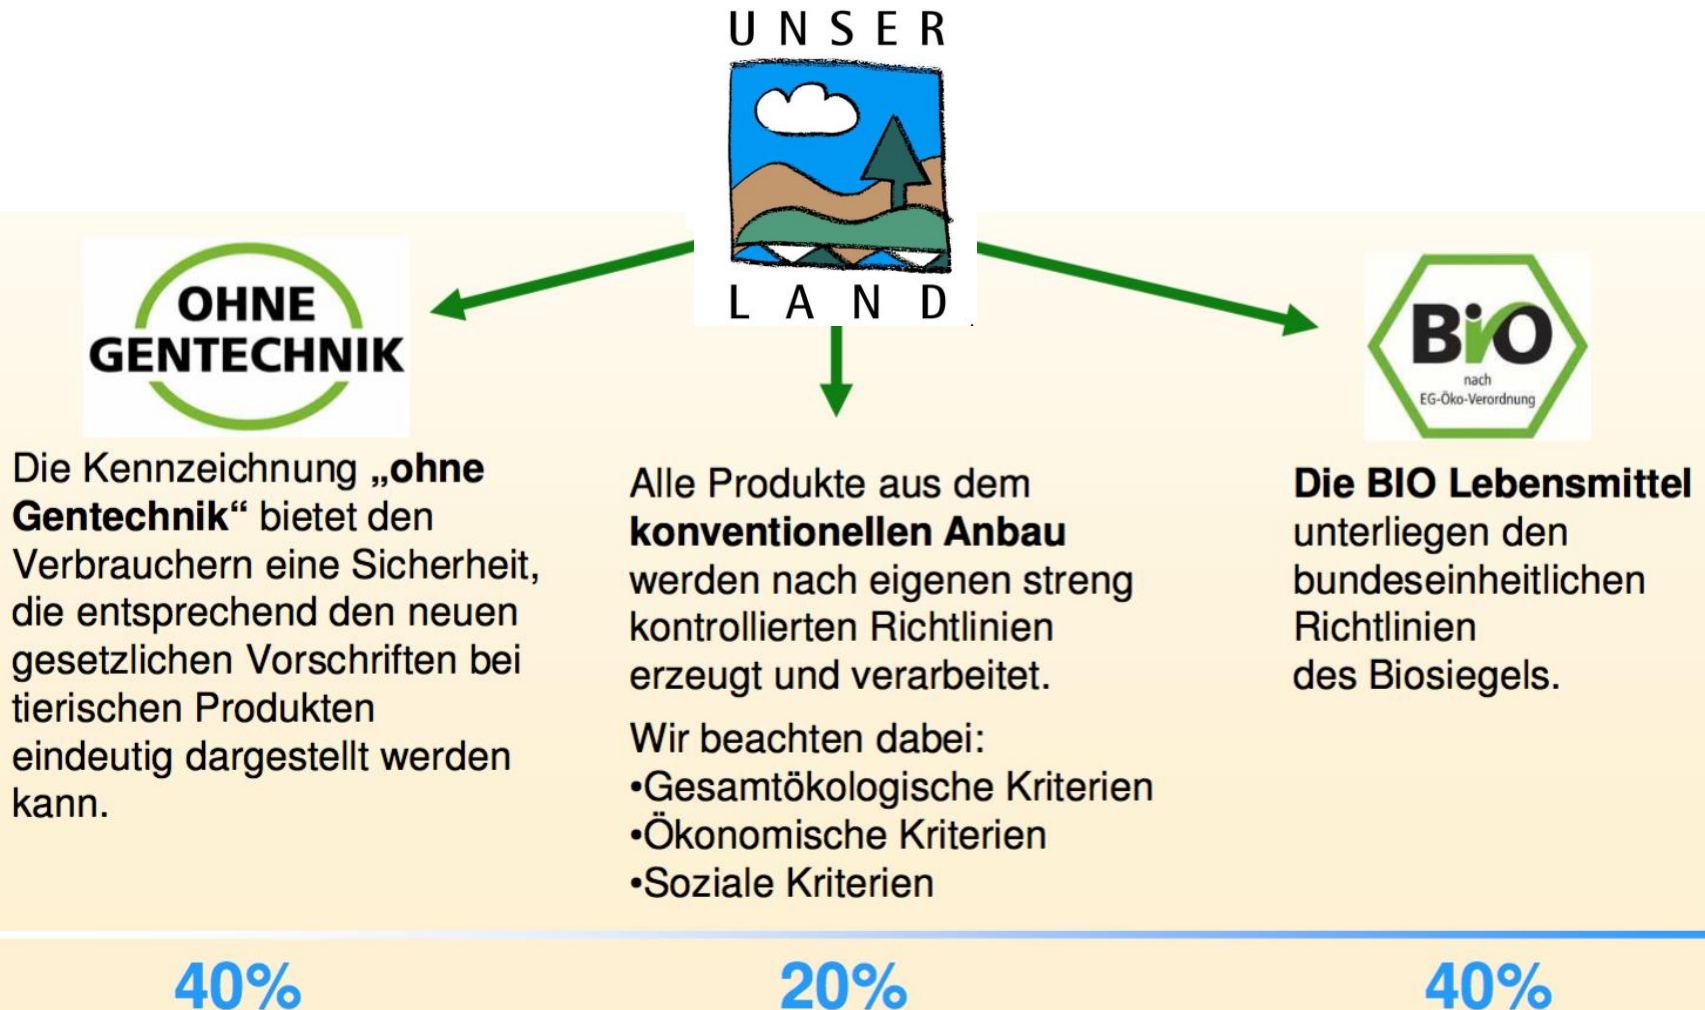 UNSER
LAND
OHNE
GENTECHNIK
Die Kennzeichnung „ohne
Gentechnik“ bietet den
Verbrauchern eine Sicherheit,
die entsprechend den neuen
gesetzlichen Vorschriften bei
tierischen Produkten
eindeutig dargestellt werden
kann.
Alle Produkte aus dem
konventionellen Anbau
werden nach eigenen streng
kontrollierten Richtlinien
erzeugt und verarbeitet.
Wir beachten dabei:
•Gesamtökologische Kriterien
•Ökonomische Kriterien
•Soziale Kriterien
BiO
nach
EG-Öko-Verordnung
Die BIO Lebensmittel
unterliegen den
bundeseinheitlichen
Richtlinien
des Biosiegels.
40% 20% 40%